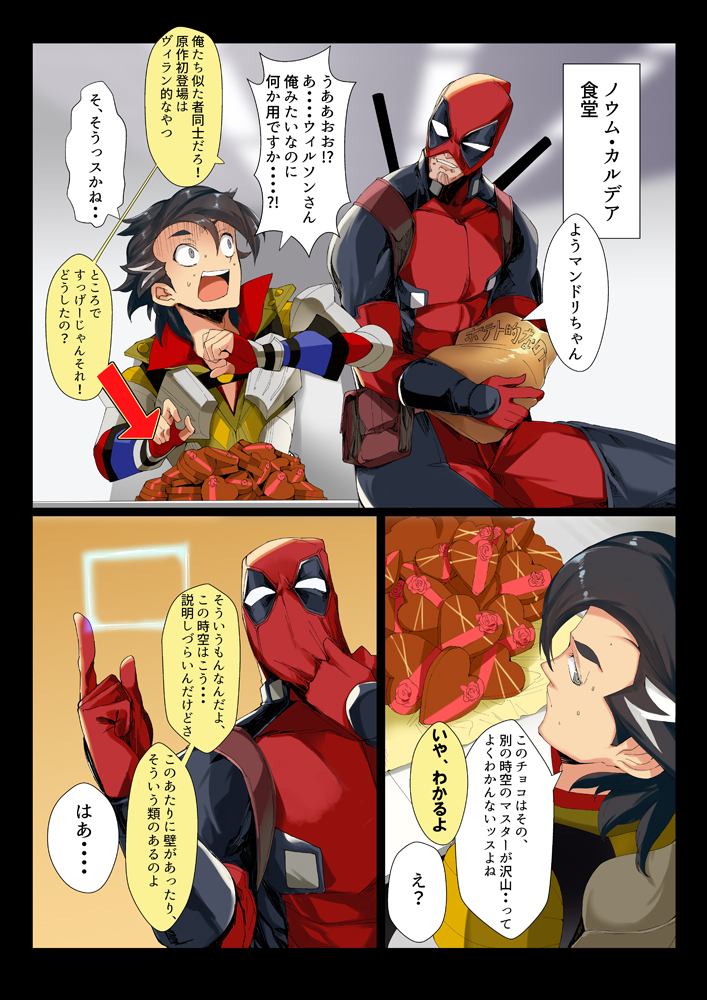 ノウム・カルデア
食堂
ようマンドリちゃん
ポテト的なの
うああおお!?
あ・・・・ウィルソンさん
俺みたいなのに
何か用ですか・・・・?!
俺たち似た者同士だろ!
原作初登場は
ヴィラン的なやつ
そ、そうっスかね・・
ところで
すっげーじゃんそれ!
どうしたの?
このチョコはその、
別の時空のマスターが沢山・・って
よくわかんないッスよね
いや、わかるよ
え?
そういうもんなんだよ、
この時空はこう・・・
説明しづらいんだけどさ
このあたりに壁があったり、
そういう類のあるのよ
はあ・・・・